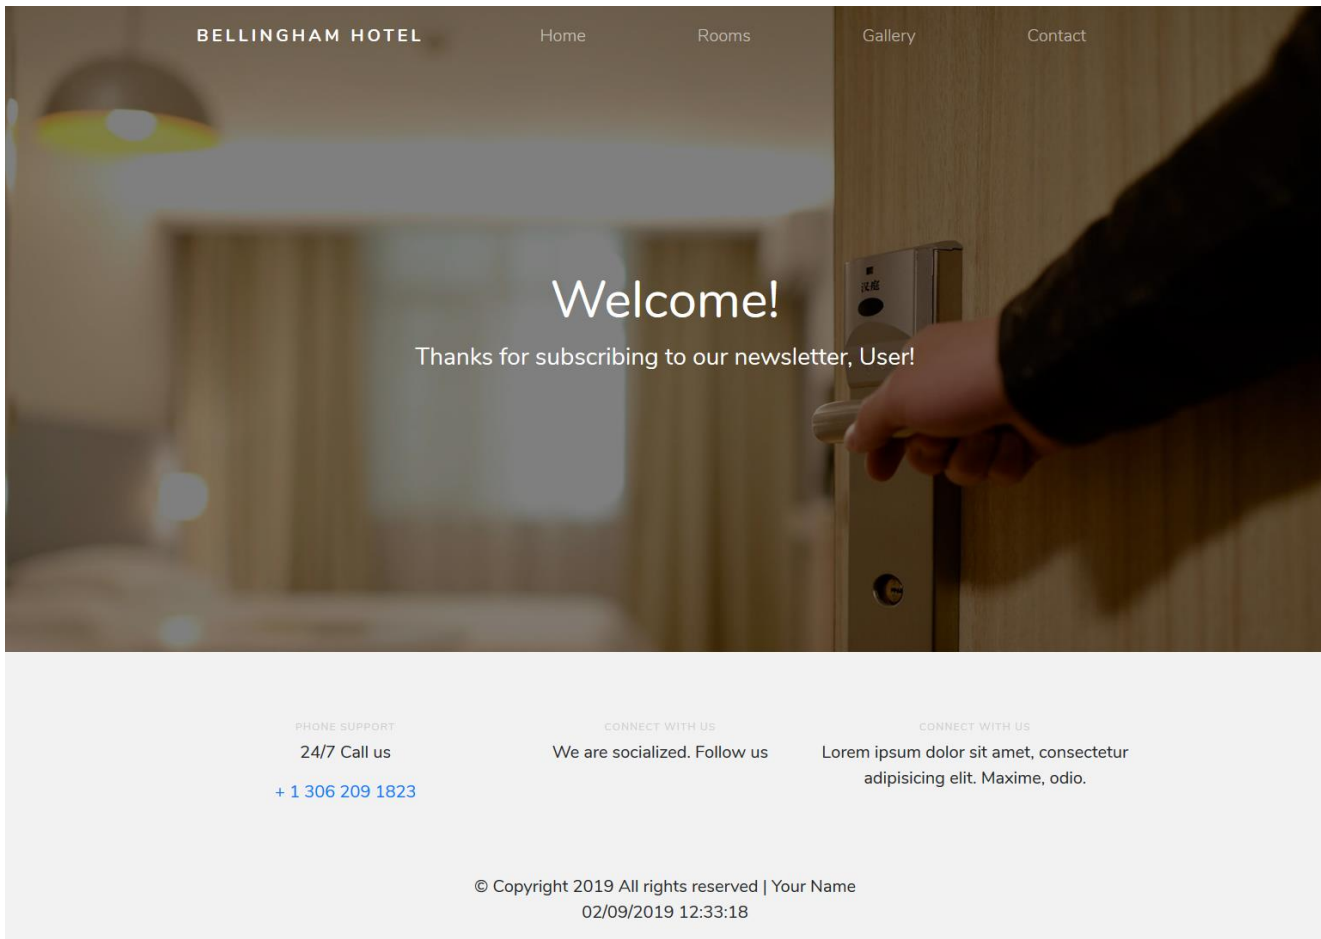 BELLINGHAM HOTEL Home Rooms Gallery Contact
汉庭
Welcome!
Thanks for subscribing to our newsletter, User!
PHONE SUPPORT
24/7 Call us
+ 1 306 209 1823
CONNECT WITH US
We are socialized. Follow us
CONNECT WITH US
Lorem ipsum dolor sit amet, consectetur
adipisicing elit. Maxime, odio.
© Copyright 2019 All rights reserved | Your Name
02/09/2019 12:33:18